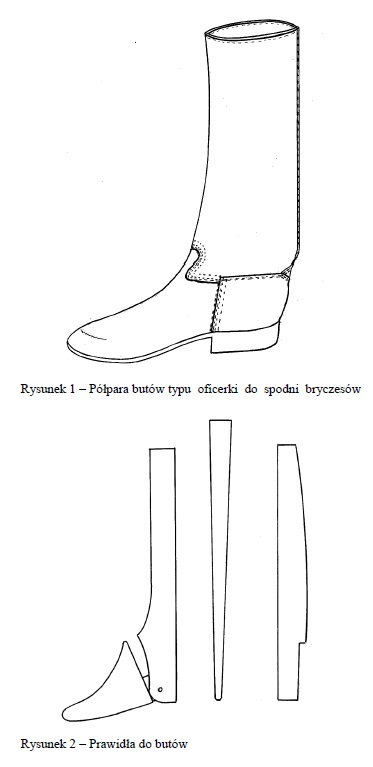 Rysunek 1 – Półpara butów typu oficerki do spodni bryczesów
Rysunek 2 – Prawidła do butów